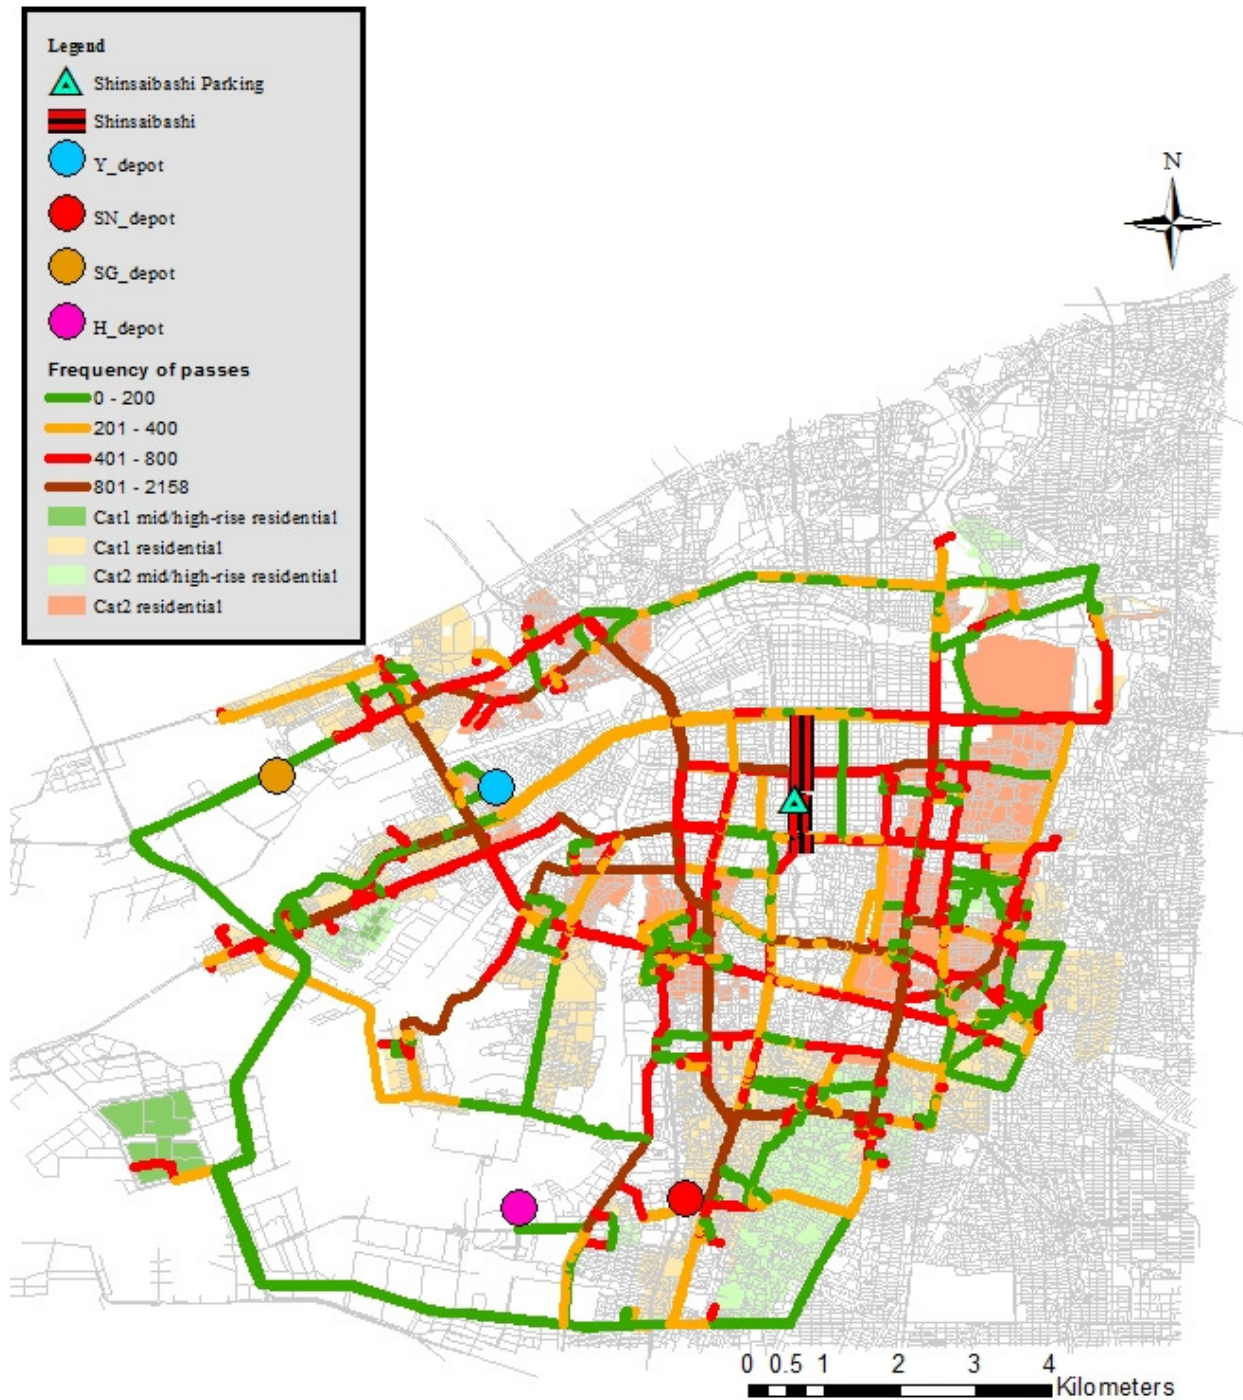 Legend
Shinsaibashi Parking
Shinsaibashi
Y_depot
SN_depot
SG_depot
H_depot
Frequency of passes
0 - 200
201 - 400
401 - 800
801 - 2158
Cat1 mid/high-rise residential
Cat1 residential
Cat2 mid/high-rise residential
Cat2 residential
N
0 0.5 1 2 3 4
Kilometers